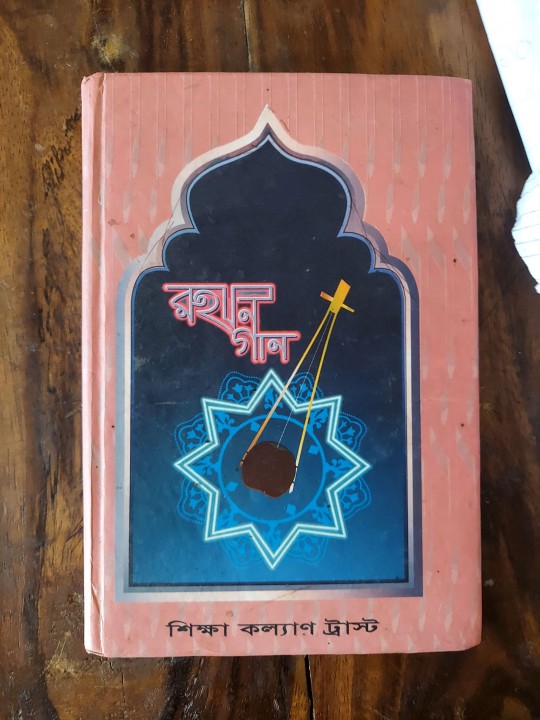 রহানি
গান
শিক্ষা কল্যাণ ট্রাস্ট